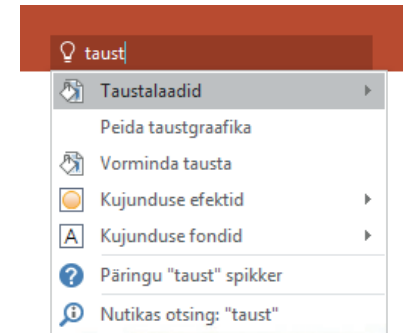 taust
Taustalaadid
Peida taustgraafika
Vorminda tausta
Kujunduse efektid
A Kujunduse fondid
? Päringu "taust" spikker
Nutikas otsing: "taust"